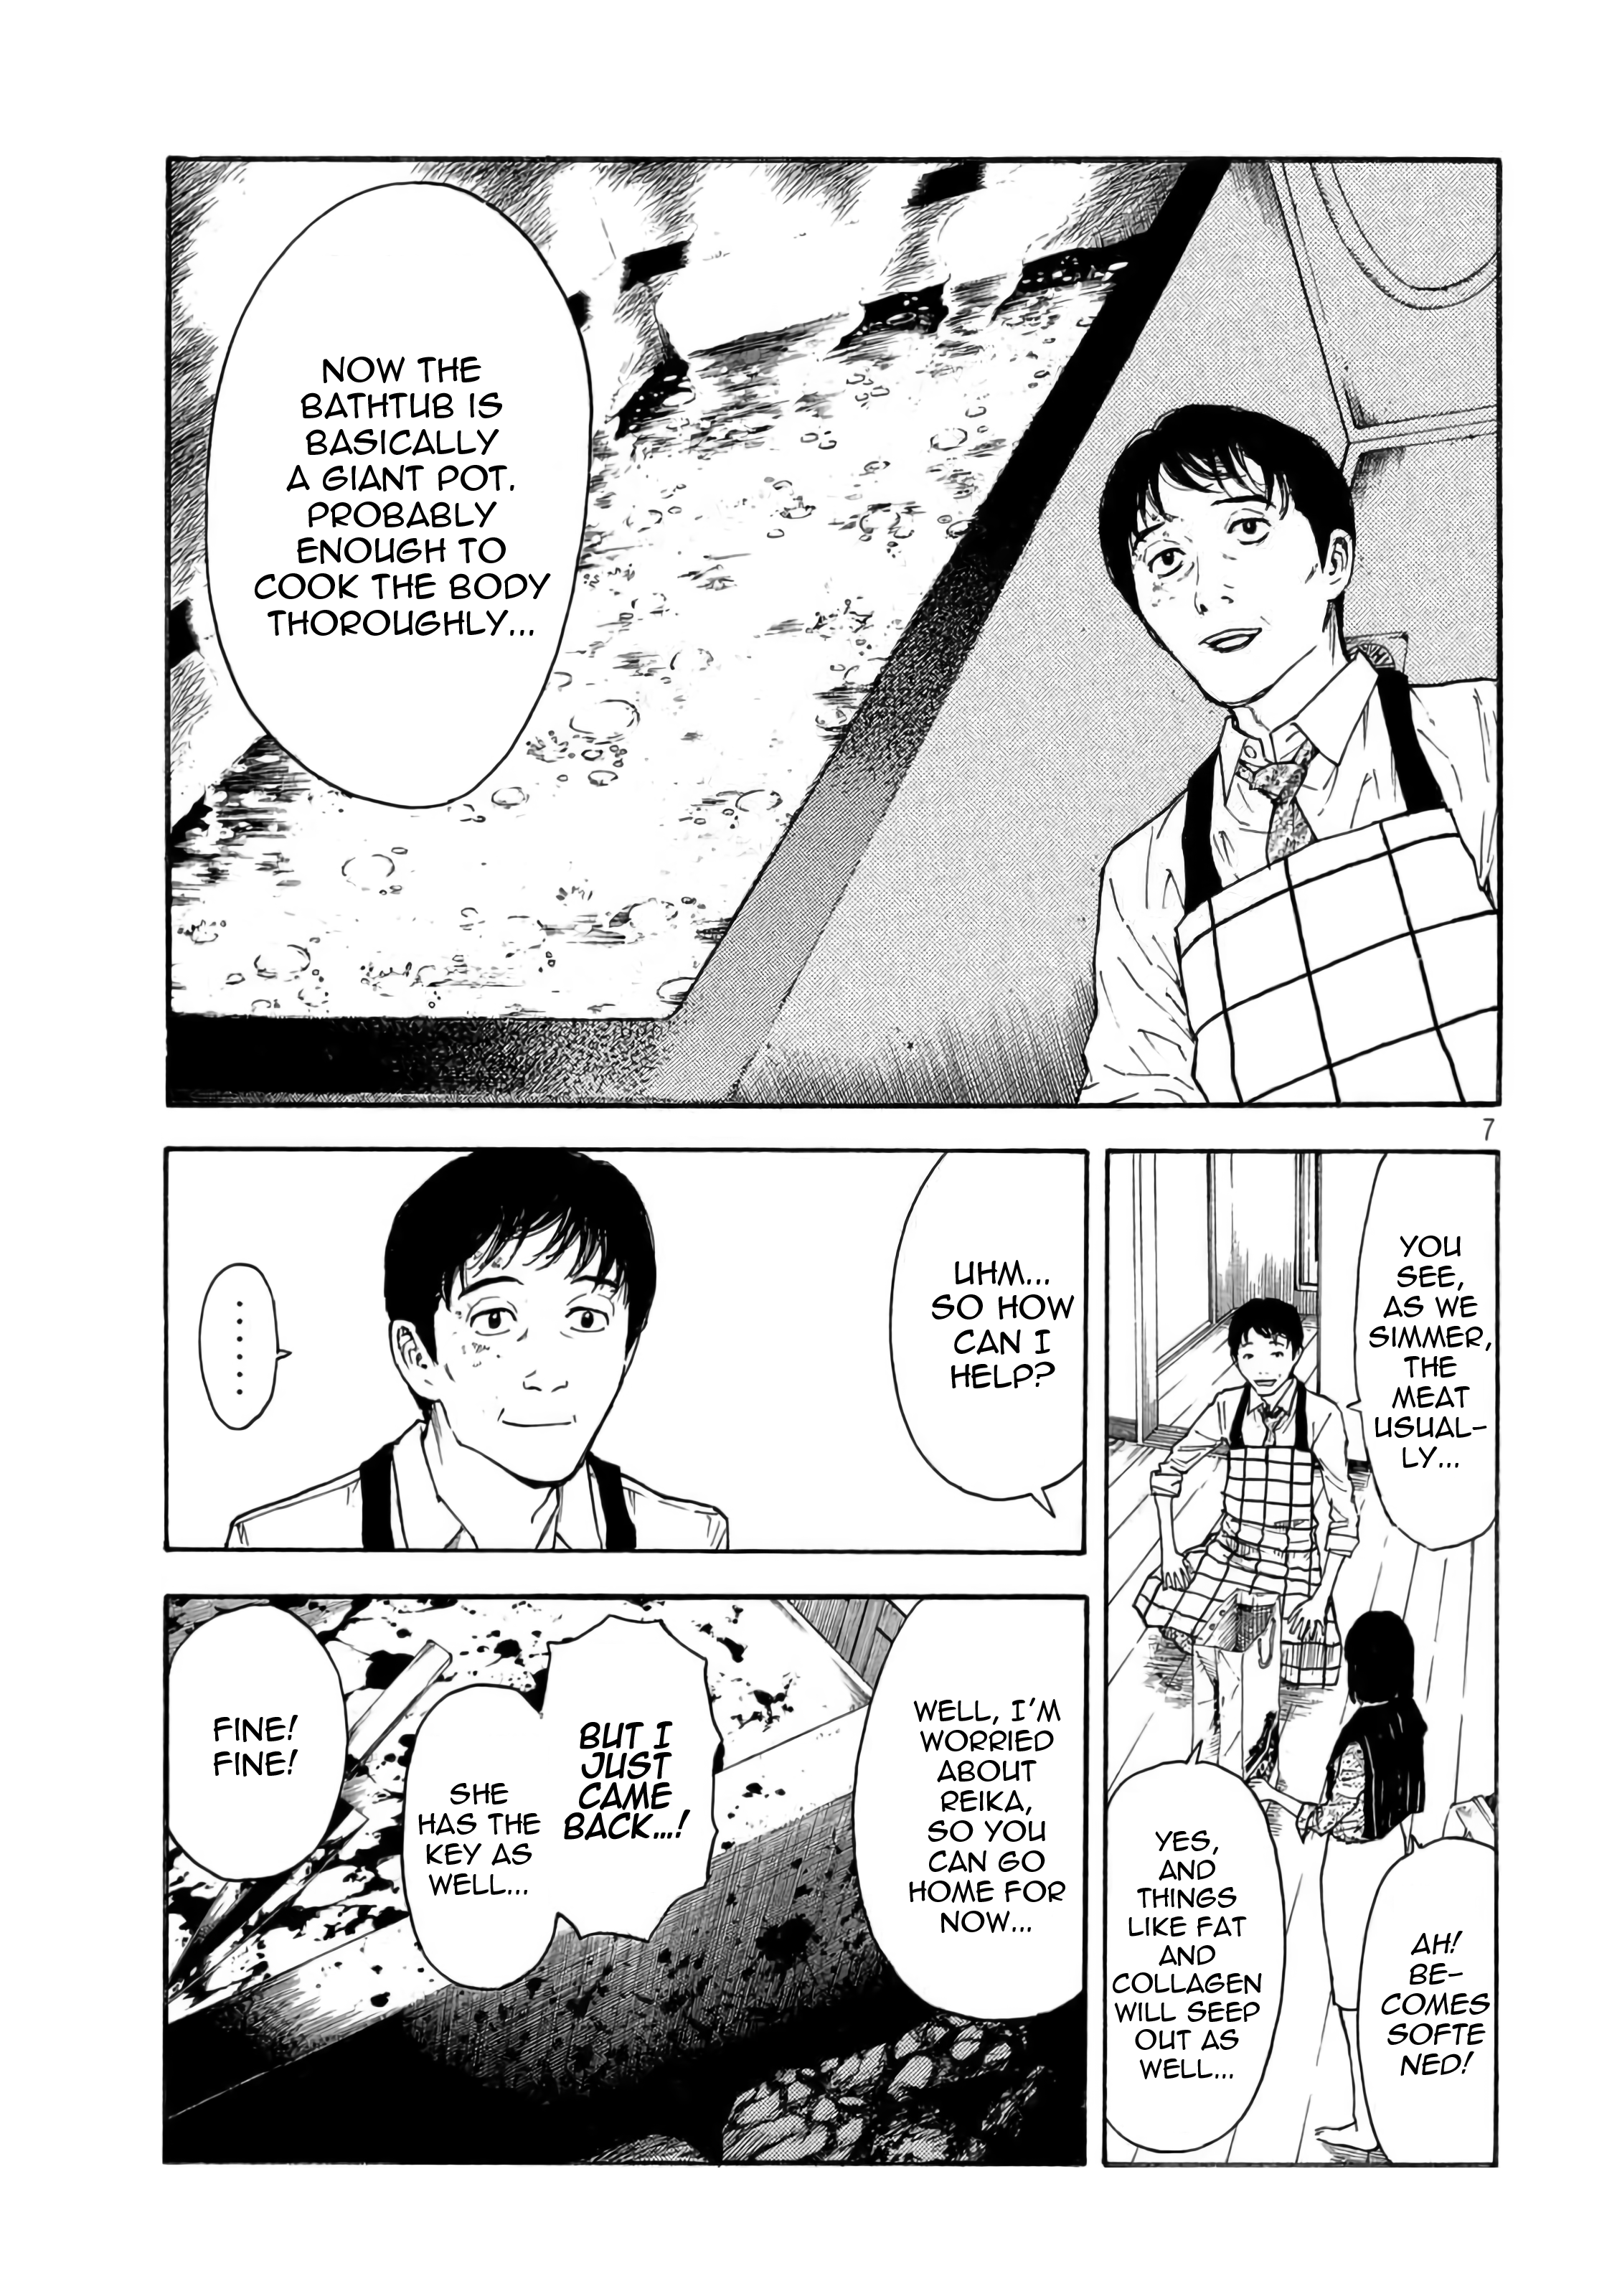 NOW THE
BATHTUB IS
BASICALLY
A GIANT POT.
PROBABLY
ENOUGH TO
COOK THE BODY
THOROUGHLY...
7
YOU
SEE,
AS WE
SIMMER,
THE
MEAT
USUAL-
LY...
AH!
BE-
COMES
SOFTE
NED!
YES,
AND
THINGS
LIKE FAT
AND
COLLAGEN
WILL SEEP
OUT AS
WELL...
UHM...
SO HOW
CAN I
HELP?
......
WELL, I'M
WORRIED
ABOUT
REIKA,
SO YOU
CAN GO
HOME FOR
NOW...
BUT I
JUST
CAME
BACK...!
SHE
HAS THE
KEY AS
WELL...
FINE!
FINE!